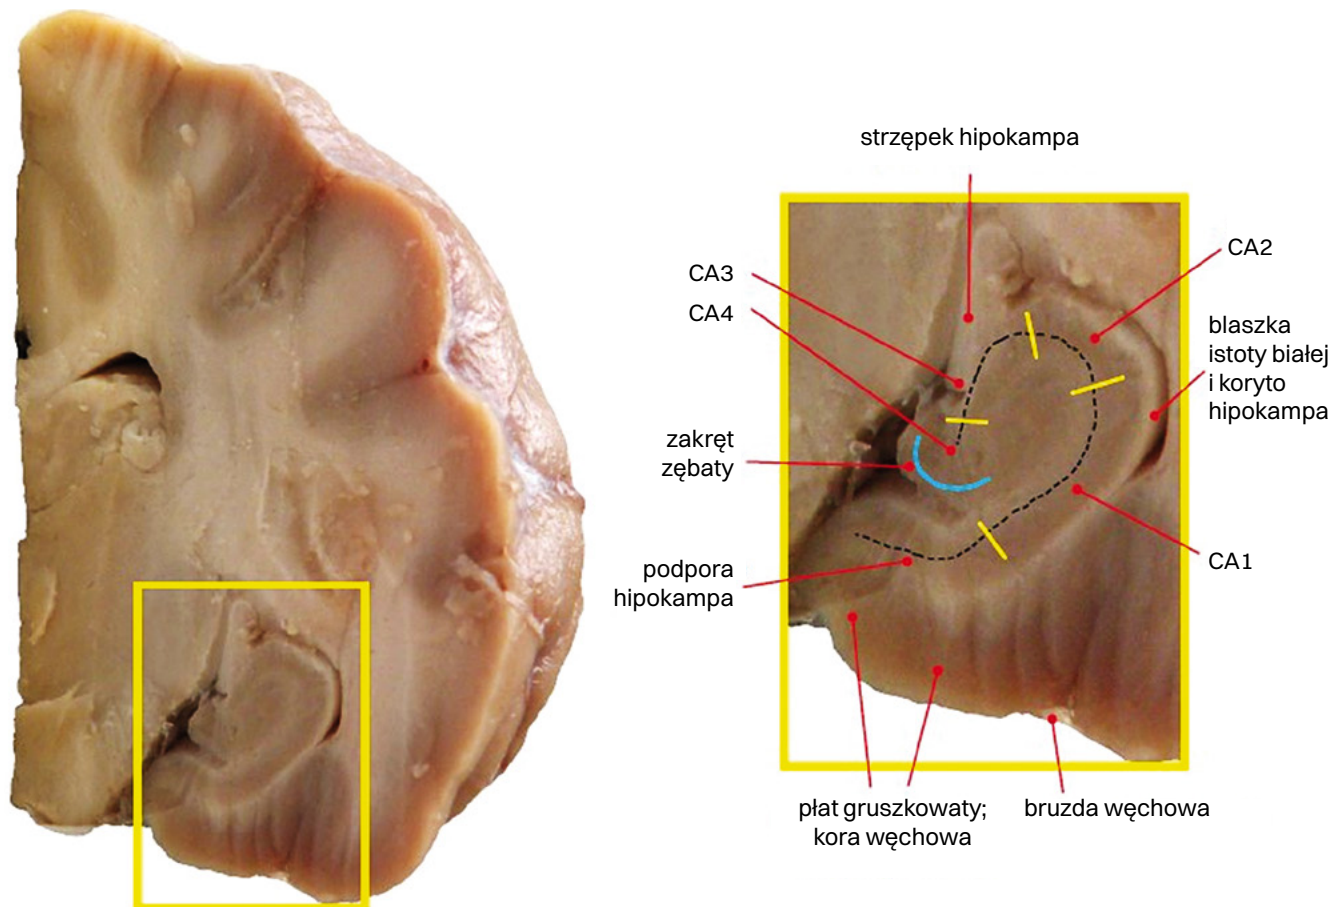 strzępek hipokampa
CA3
CA4
zakręt
zębaty
podpora
hipokampa
CA2
blaszka
istoty białej
i koryto
hipokampa
CA1
płat gruszkowaty;
kora węchowa
bruzda węchowa